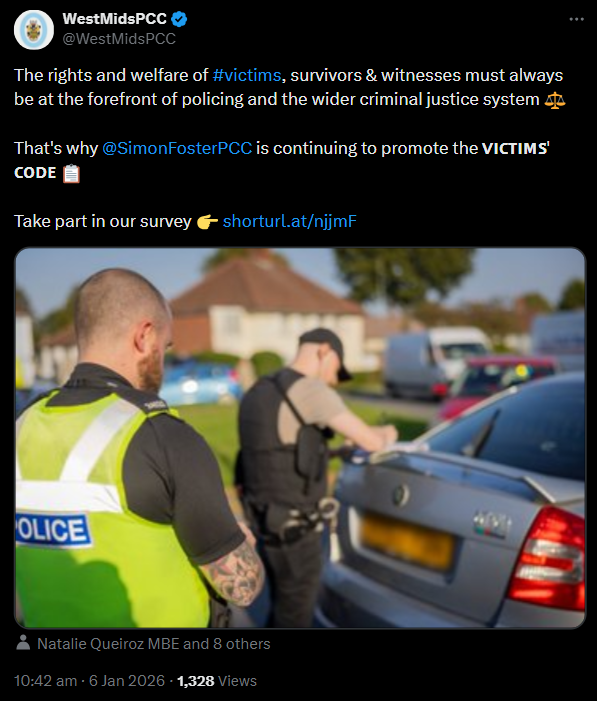 WestMidsPCC
@WestMidsPCC
The rights and welfare of #victims, survivors & witnesses must always
be at the forefront of policing and the wider criminal justice system ⚖️
That's why @SimonFosterPCC is continuing to promote the 𝗩𝗜𝗖𝗧𝗜𝗠𝗦'
𝗖𝗢𝗗𝗘 📋
Take part in our survey 👉 shorturl.at/njjmF
OLICE
Natalie Queiroz MBE and 8 others
10:42 am · 6 Jan 2026 · 1,328 Views